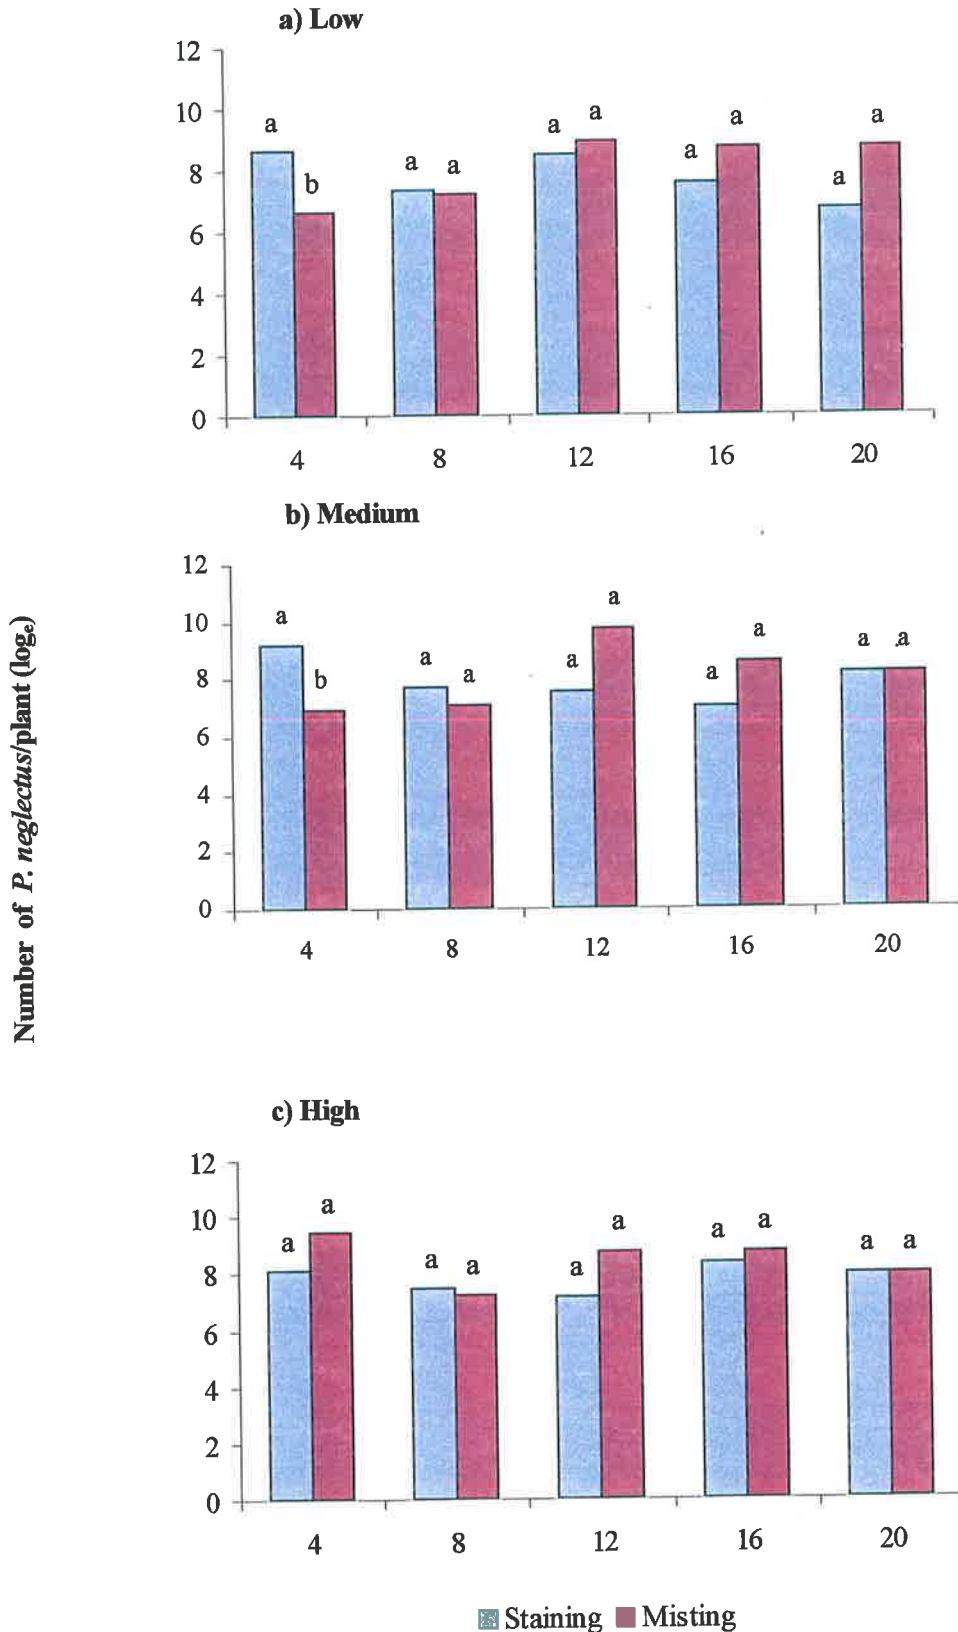 a) Low
12
10
8
6
4
2
0
a
b
a a
a a
a a
a a
4 8 12 16 20
b) Medium
12
10
8
6
4
2
0
a
b
a a
a a
a a
a a
4 8 12 16 20
Number of P. neglectus/plant (logₑ)
c) High
12
10
8
6
4
2
0
a a
a a
a a
a a
a a
4 8 12 16 20
Staining Misting